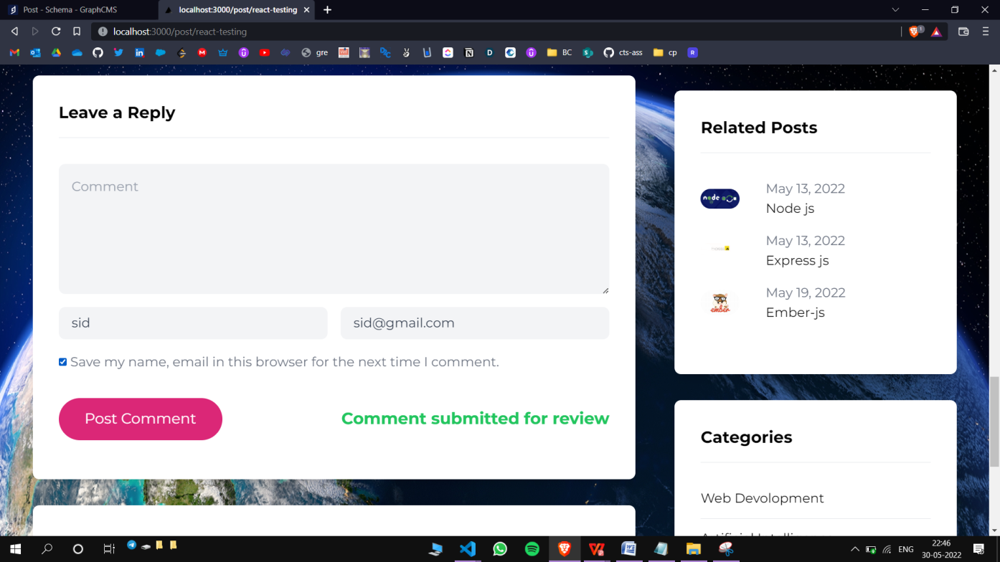 Post - Schema - GraphCMS
localhost:3000/post/react-testing
localhost:3000/post/react-testing
1
gre
BC
cts-ass
cp
Leave a Reply
Comment
sid
sid@gmail.com
Save my name, email in this browser for the next time I comment.
Post Comment
Comment submitted for review
Related Posts
node
May 13, 2022
Node js
May 13, 2022
Express js
ember
May 19, 2022
Ember-js
Categories
Web Devolopment
ENG
22:46
30-05-2022